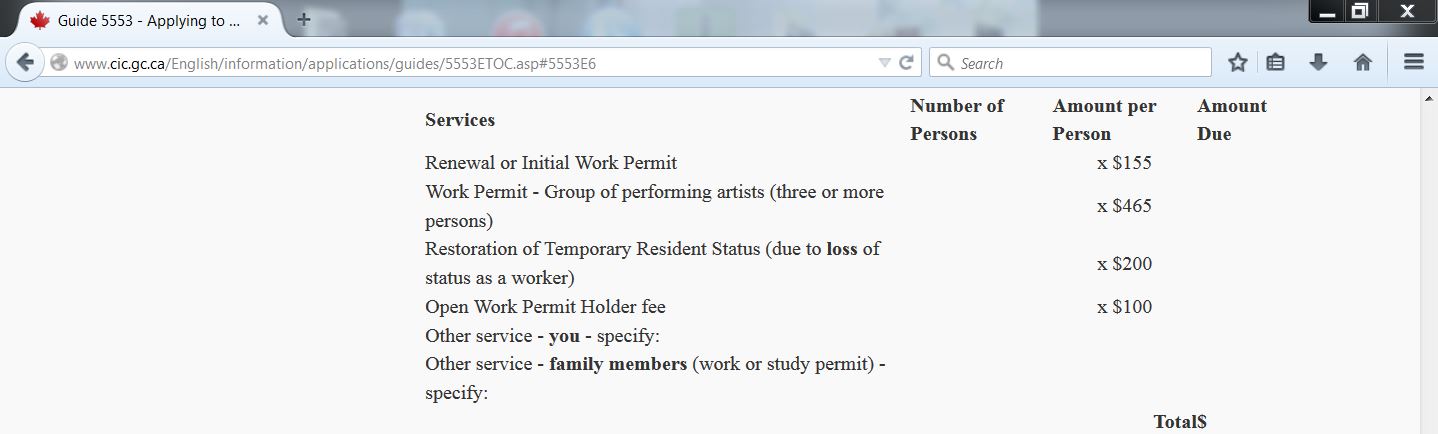 Guide 5553 - Applying to ...
www.cic.gc.ca/English/information/applications/guides/5553ETOC.asp#5553E6
Search
Services
Number of
Persons
Amount per
Person
Amount
Due
Renewal or Initial Work Permit
x $155
Work Permit - Group of performing artists (three or more
persons)
x $465
Restoration of Temporary Resident Status (due to loss of
status as a worker)
x $200
Open Work Permit Holder fee
x $100
Other service - you - specify:
Other service - family members (work or study permit) -
specify:
Total$